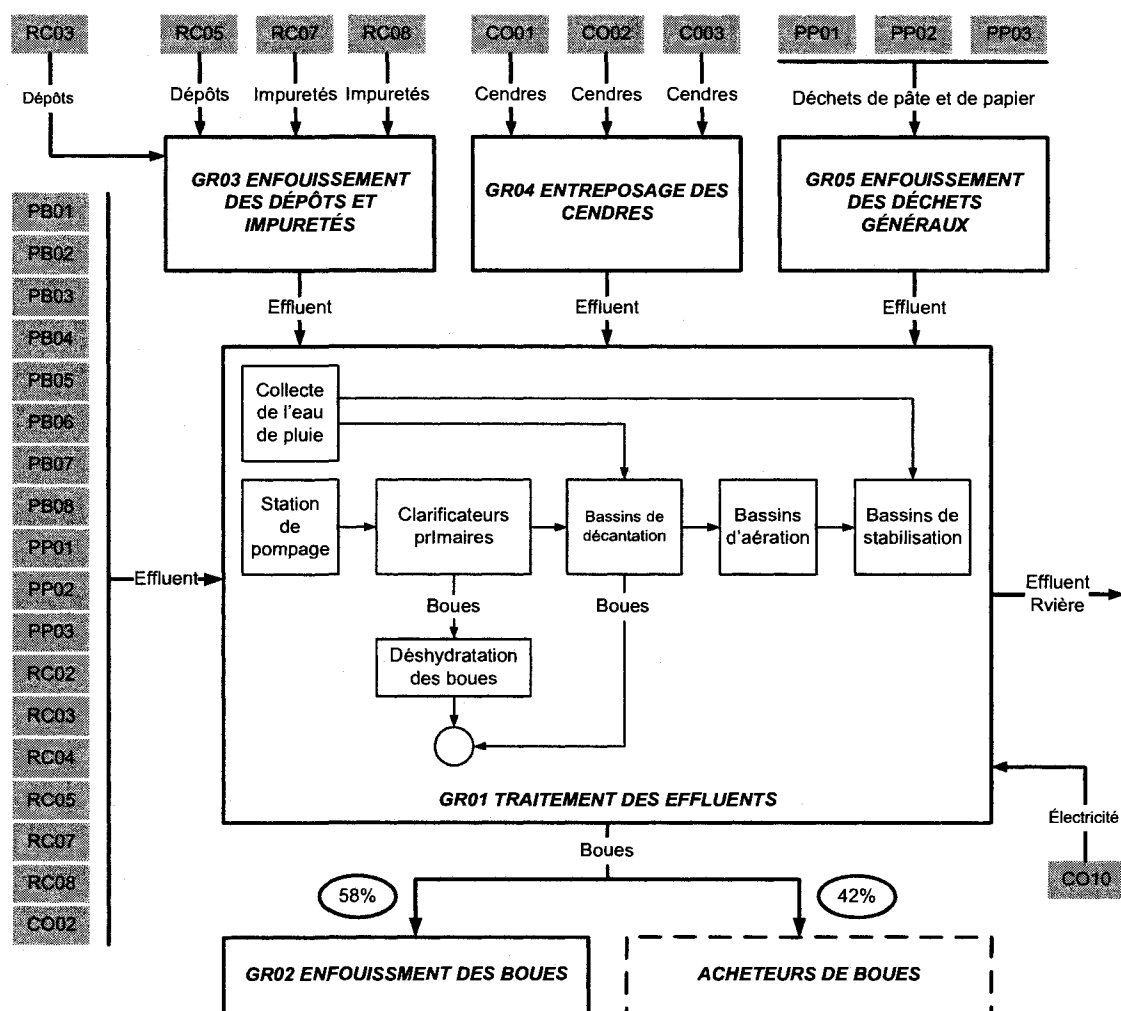 RC03
RC05
RC07
RC08
CO01
CO02
C003
PP01
PP02
PP03
Dépôts
Dépôts
Impuretés
Impuretés
Cendres
Cendres
Cendres
Déchets de pâte et de papier
GR03 ENFOUISSEMENT
DES DÉPÔTS ET
IMPURETÉS
GR04 ENTREPOSAGE DES
CENDRES
GR05 ENFOUISSEMENT
DES DÉCHETS
GÉNÉRAUX
PB01
PB02
PB03
PB04
PB05
PB06
PB07
PB08
PP01
PP02
PP03
RC02
RC03
RC04
RC05
RC07
RC08
CO02
Effluent
Effluent
Effluent
Effluent
Collecte
de l'eau
de pluie
Station
de
pompage
Clarificateurs
prImaires
Bassins de
décantation
Bassins
d'aération
Bassins de
stabilisation
Boues
Boues
Déshydratation
des boues
GR01 TRAITEMENT DES EFFLUENTS
Effluent
Rvière
Électricité
CO10
Boues
58%
42%
GR02 ENFOUISSMENT DES BOUES
ACHETEURS DE BOUES